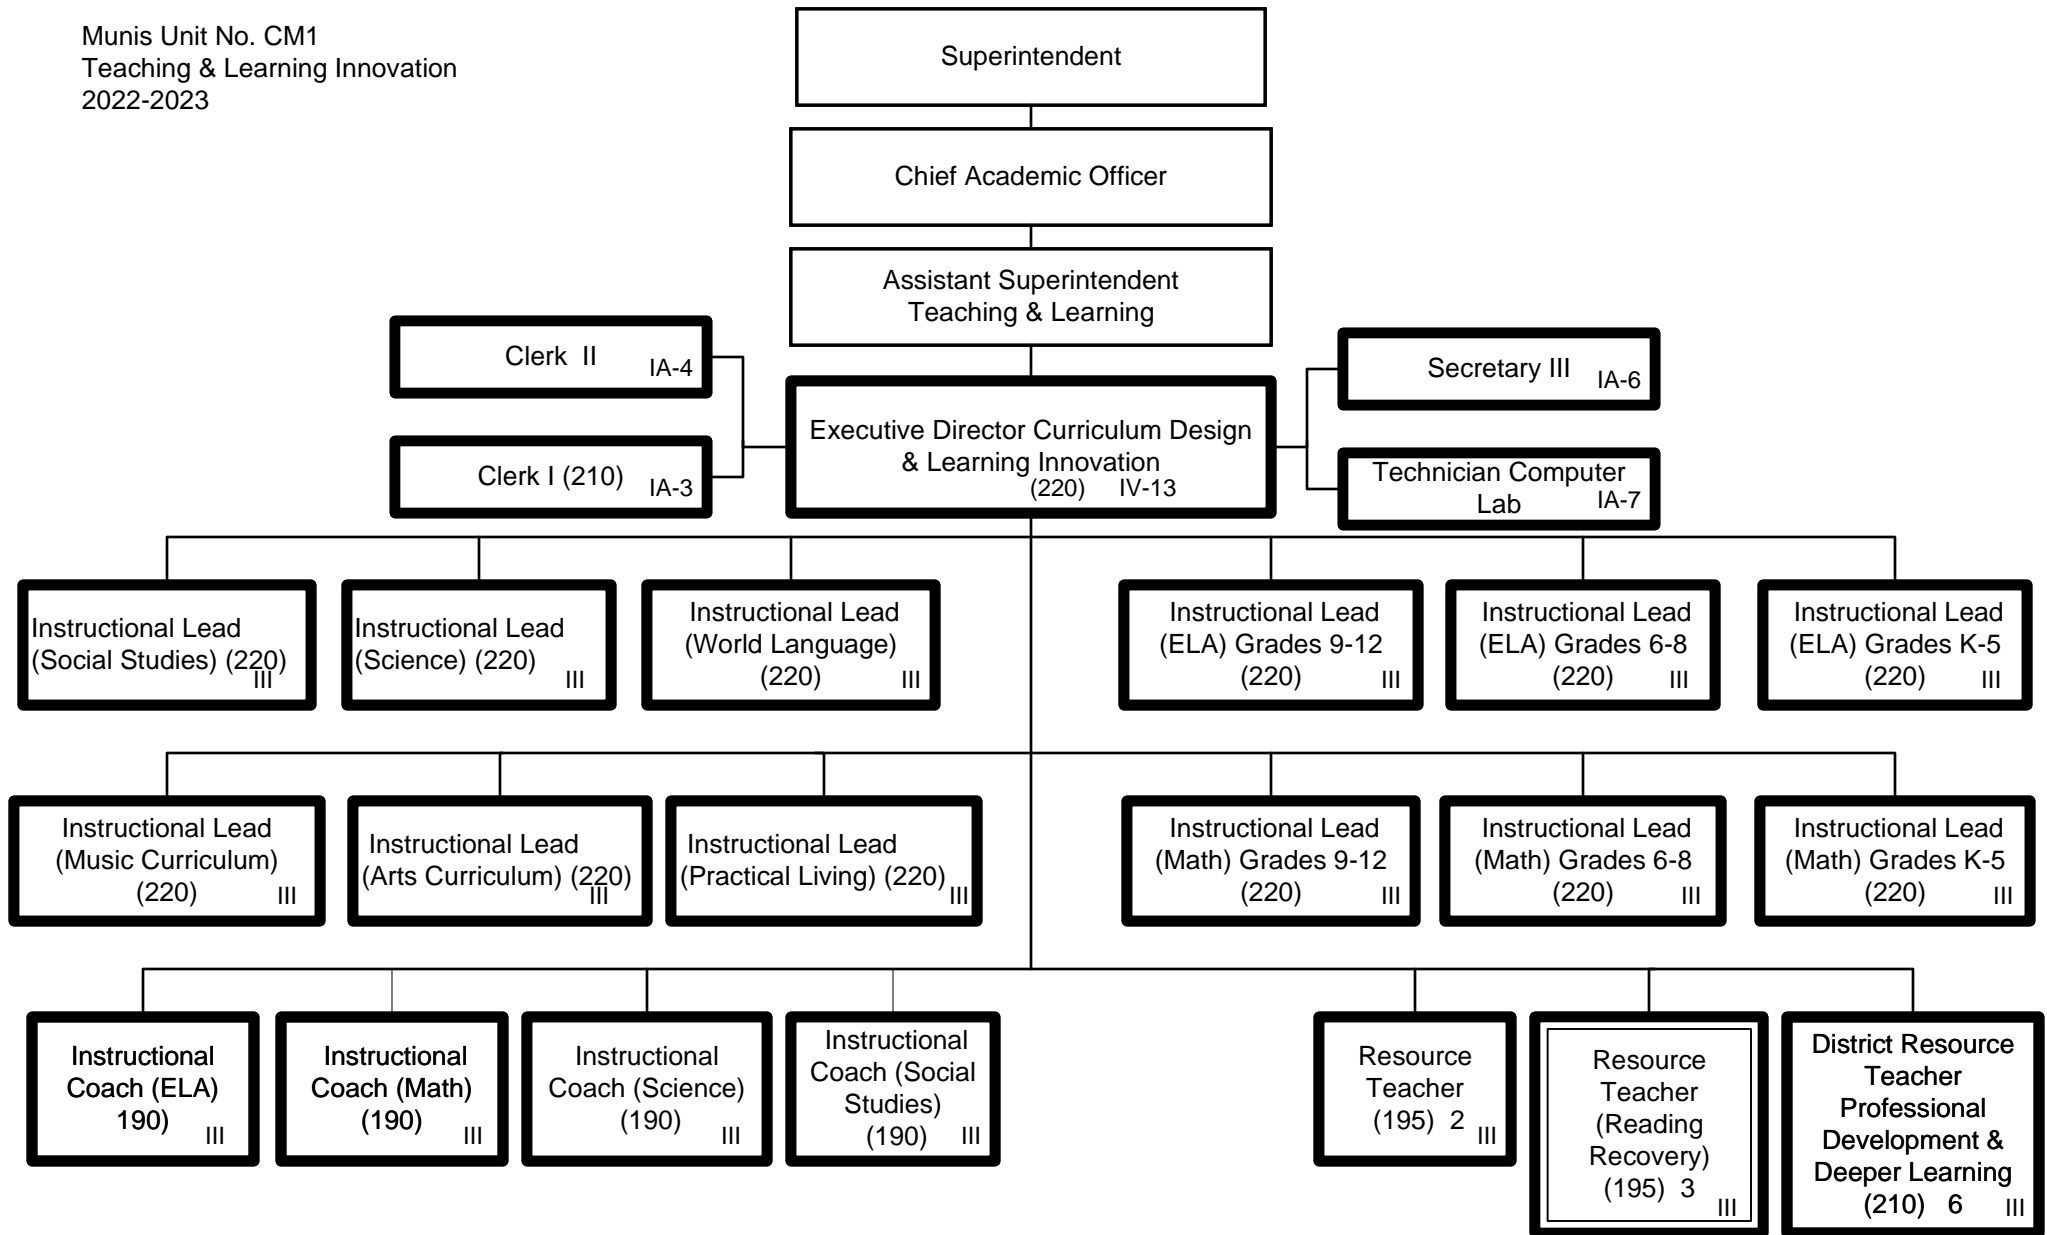 Munis Unit No. CM1
Teaching & Learning Innovation
2022-2023
Superintendent
Chief Academic Officer
Assistant Superintendent
Teaching & Learning
Clerk II
IA-4
Clerk I (210)
IA-3
Executive Director Curriculum Design
& Learning Innovation
(220) IV-13
Secretary III
IA-6
Technician Computer
Lab
IA-7
Instructional Lead
(Social Studies) (220)
III
Instructional Lead
(Science) (220)
III
Instructional Lead
(World Language)
(220) III
Instructional Lead
(ELA) Grades 9-12
(220) III
Instructional Lead
(ELA) Grades 6-8
(220) III
Instructional Lead
(ELA) Grades K-5
(220) III
Instructional Lead
(Music Curriculum)
(220) III
Instructional Lead
(Arts Curriculum) (220)
III
Instructional Lead
(Practical Living) (220)
III
Instructional Lead
(Math) Grades 9-12
(220) III
Instructional Lead
(Math) Grades 6-8
(220) III
Instructional Lead
(Math) Grades K-5
(220) III
Instructional
Coach (ELA)
190)
III
Instructional
Coach (Math)
(190)
III
Instructional
Coach (Science)
(190)
III
Instructional
Coach (Social
Studies)
(190) III
Resource
Teacher
(195) 2
III
Resource
Teacher
(Reading
Recovery)
(195) 3
III
District Resource
Teacher
Professional
Development &
Deeper Learning
(210) 6 III